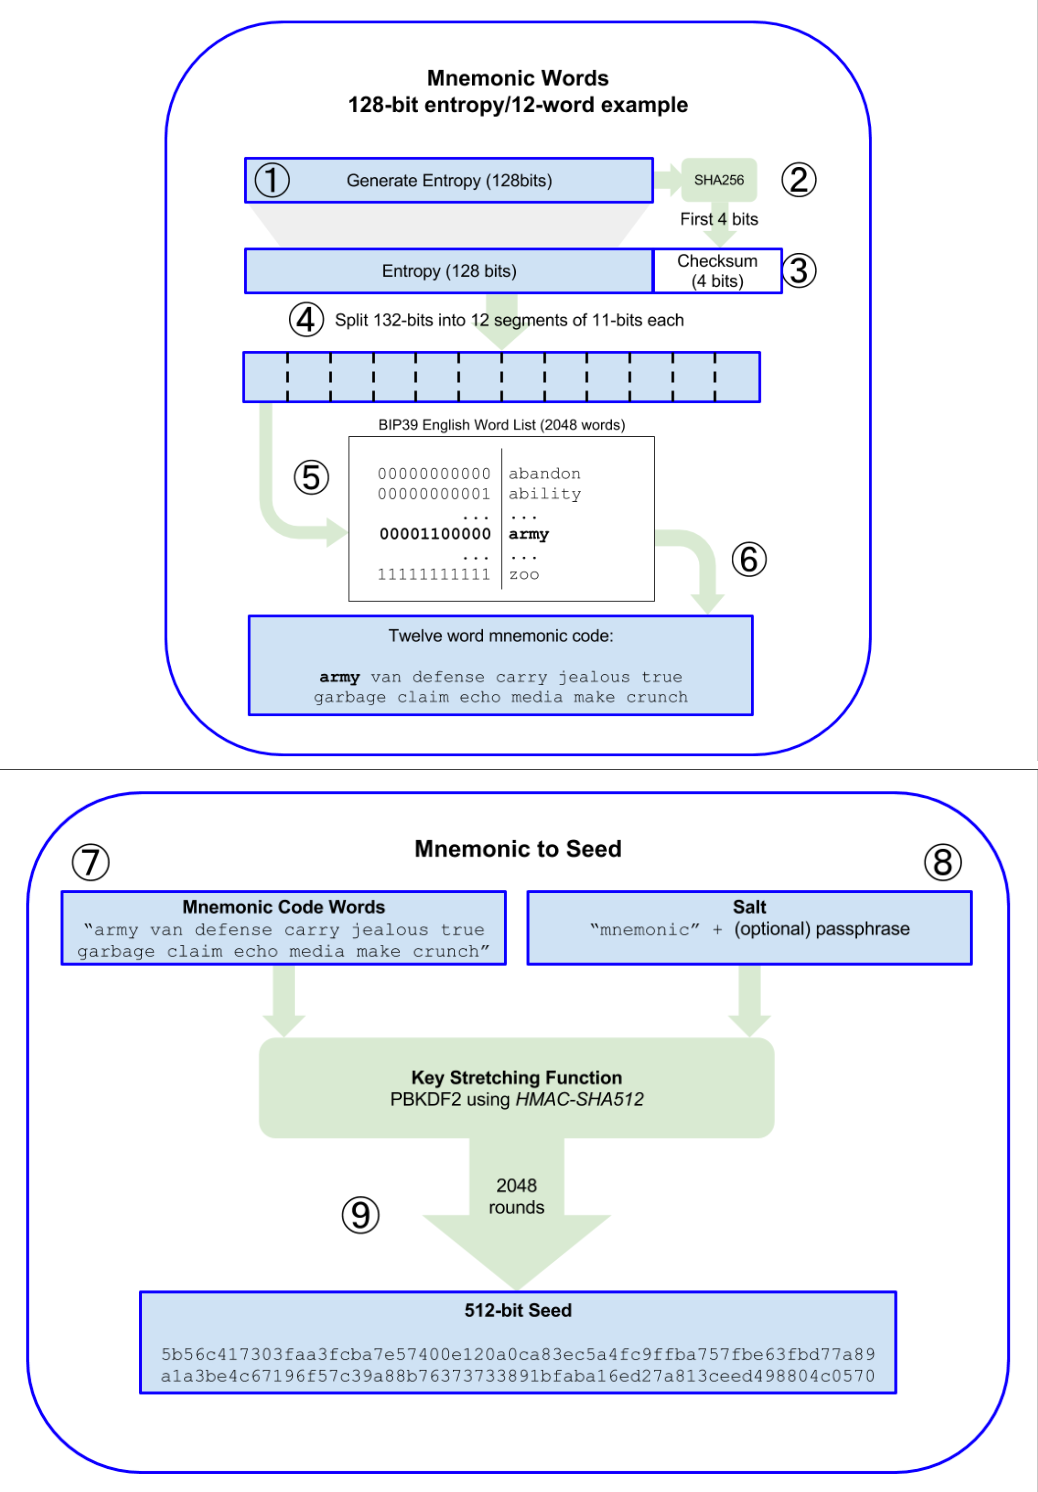 Mnemonic Words
128-bit entropy/12-word example
① Generate Entropy (128bits)
SHA256
②
First 4 bits
Entropy (128 bits)
Checksum
(4 bits)
③
④ Split 132-bits into 12 segments of 11-bits each
BIP39 English Word List (2048 words)
⑤
00000000000 abandon
00000000001 ability
... ...
00001100000 army
... ...
11111111111 zoo
⑥
Twelve word mnemonic code:
army van defense carry jealous true
garbage claim echo media make crunch
Mnemonic to Seed
⑦
Mnemonic Code Words
“army van defense carry jealous true
garbage claim echo media make crunch”
⑧
Salt
“mnemonic” + (optional) passphrase
Key Stretching Function
PBKDF2 using HMAC-SHA512
2048
rounds
⑨
512-bit Seed
5b56c417303faa3fcba7e57400e120a0ca83ec5a4fc9ffba757fbe63fbd77a89
a1a3be4c67196f57c39a88b76373733891bfaba16ed27a813ceed498804c0570